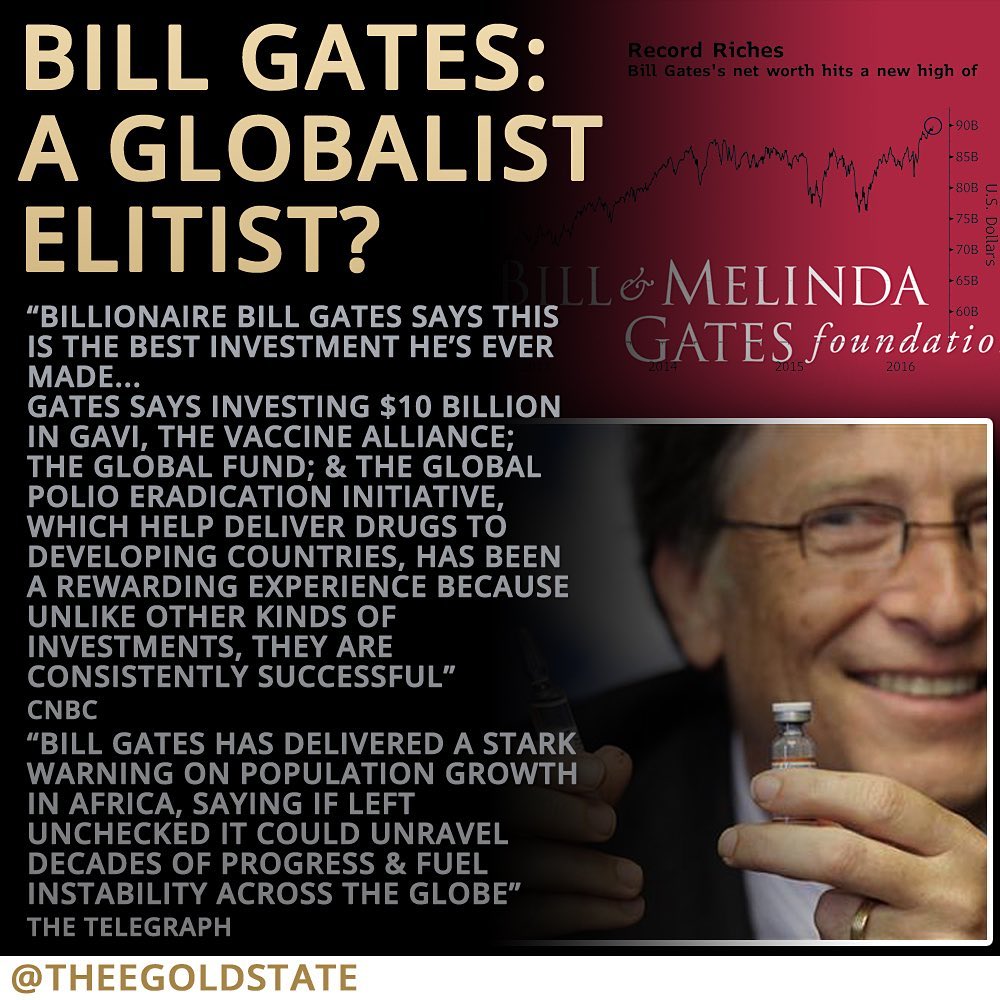 BILL GATES:
A GLOBALIST
ELITIST?
Record Riches
Bill Gates's net worth hits a new high of
90B
85B
80B
75B
70B
65B
60B
U.S. Dollars
2013
2014
2015
2016
BILL & MELINDA
GATES foundatio
“BILLIONAIRE BILL GATES SAYS THIS
IS THE BEST INVESTMENT HE’S EVER
MADE...
GATES SAYS INVESTING $10 BILLION
IN GAVI, THE VACCINE ALLIANCE;
THE GLOBAL FUND; & THE GLOBAL
POLIO ERADICATION INITIATIVE,
WHICH HELP DELIVER DRUGS TO
DEVELOPING COUNTRIES, HAS BEEN
A REWARDING EXPERIENCE BECAUSE
UNLIKE OTHER KINDS OF
INVESTMENTS, THEY ARE
CONSISTENTLY SUCCESSFUL”
CNBC
“BILL GATES HAS DELIVERED A STARK
WARNING ON POPULATION GROWTH
IN AFRICA, SAYING IF LEFT
UNCHECKED IT COULD UNRAVEL
DECADES OF PROGRESS & FUEL
INSTABILITY ACROSS THE GLOBE”
THE TELEGRAPH
@THEEGOLDSTATE